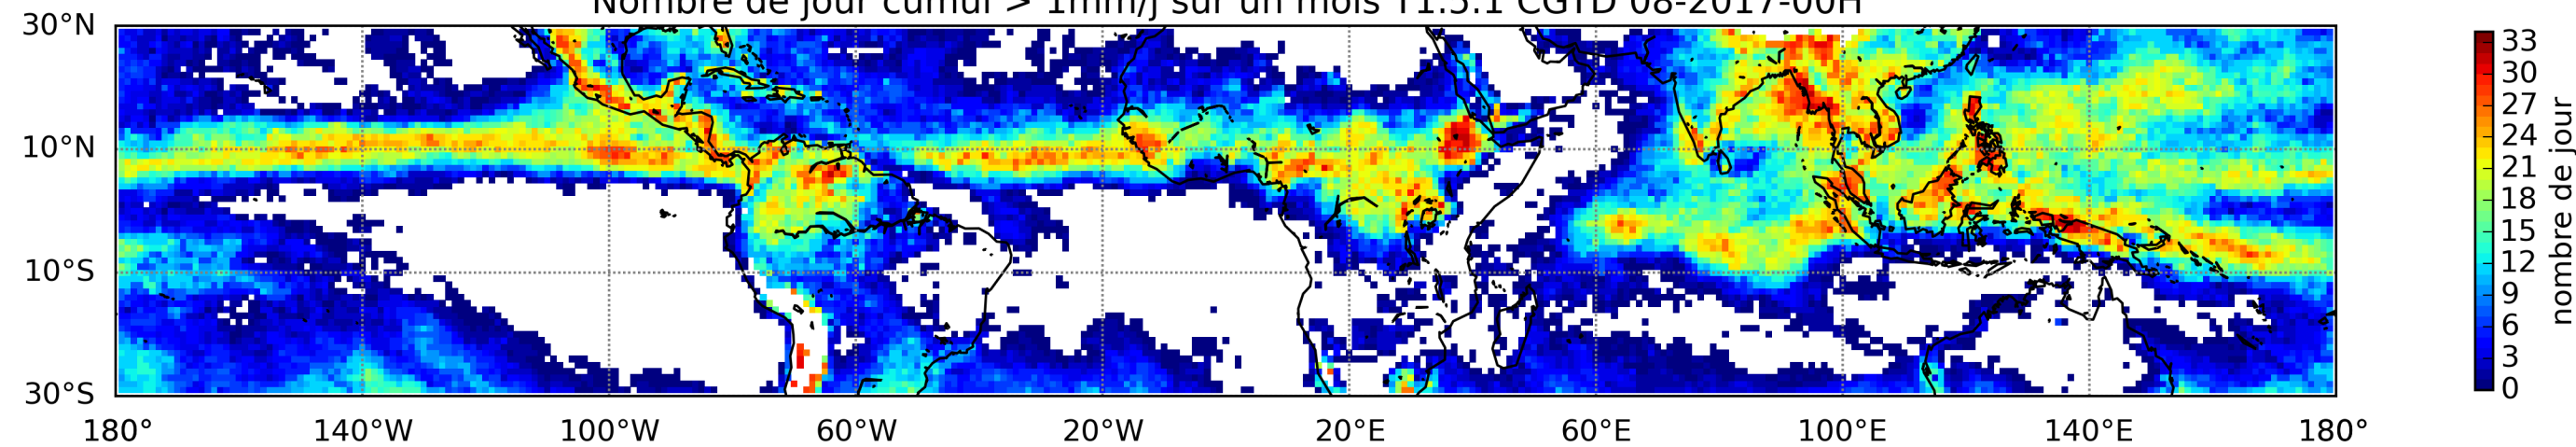 Nombre de jour cumul > 1mm/j sur un mois T1.5.1 CGTD 08-2017-00H
30°N
10°N
10°S
30°S
180° 140°W 100°W 60°W 20°W 20°E 60°E 100°E 140°E 180°
33
30
27
24
21
18
15
12
9
6
3
0
nombre de jour